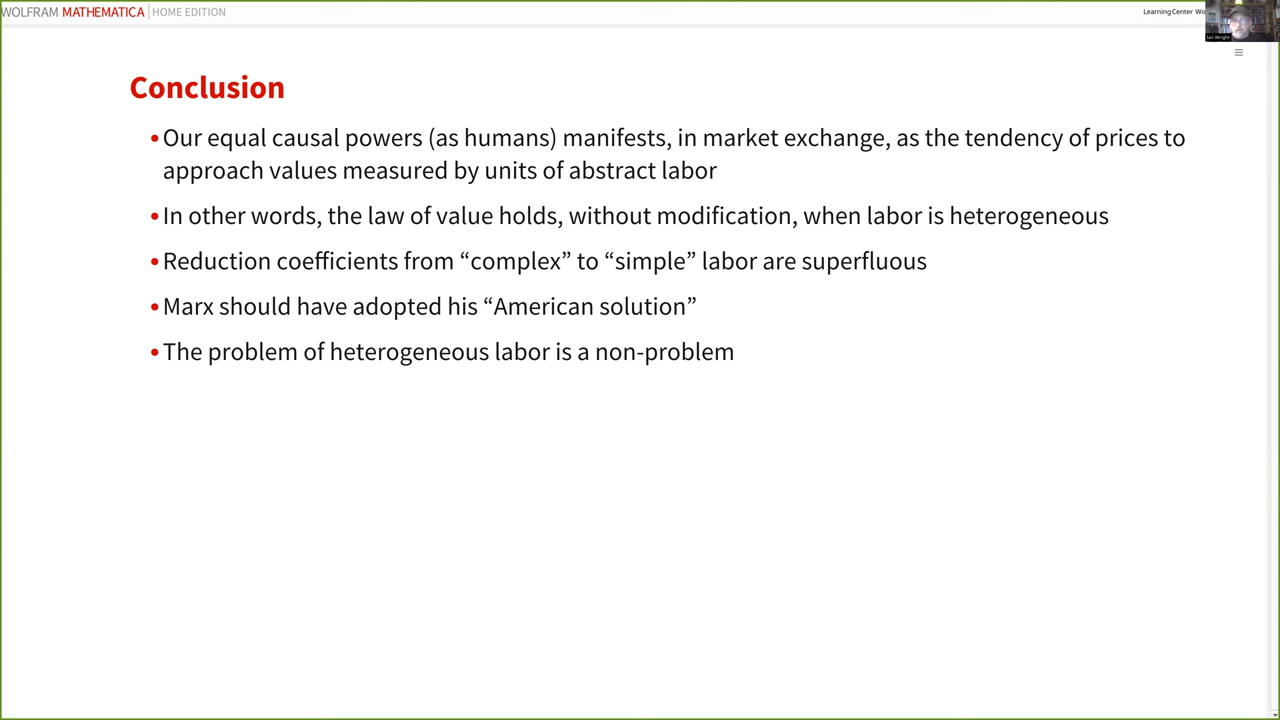 WOLFRAM MATHEMATICA | HOME EDITION
Learning Center Wo
Ian Wright
Conclusion
•Our equal causal powers (as humans) manifests, in market exchange, as the tendency of prices to
approach values measured by units of abstract labor
•In other words, the law of value holds, without modification, when labor is heterogeneous
•Reduction coefficients from “complex” to “simple” labor are superfluous
•Marx should have adopted his “American solution”
•The problem of heterogeneous labor is a non-problem